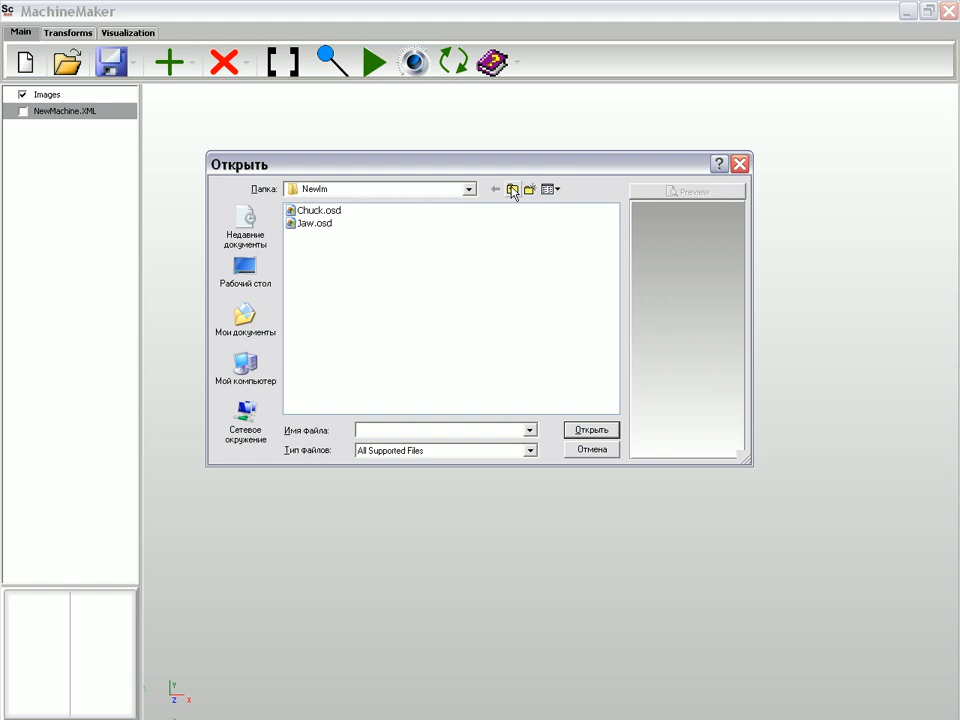 Sc MachineMaker
Main Transforms Visualization
Images
NewMachine.XML
Открыть
Папка: NewIm
Preview
Chuck.osd
Jaw.osd
Недавние
документы
Рабочий стол
Мои документы
Мой компьютер
Сетевое
окружение
Имя файла:
Открыть
Тип файлов: All Supported Files
Отмена
Y
Z X